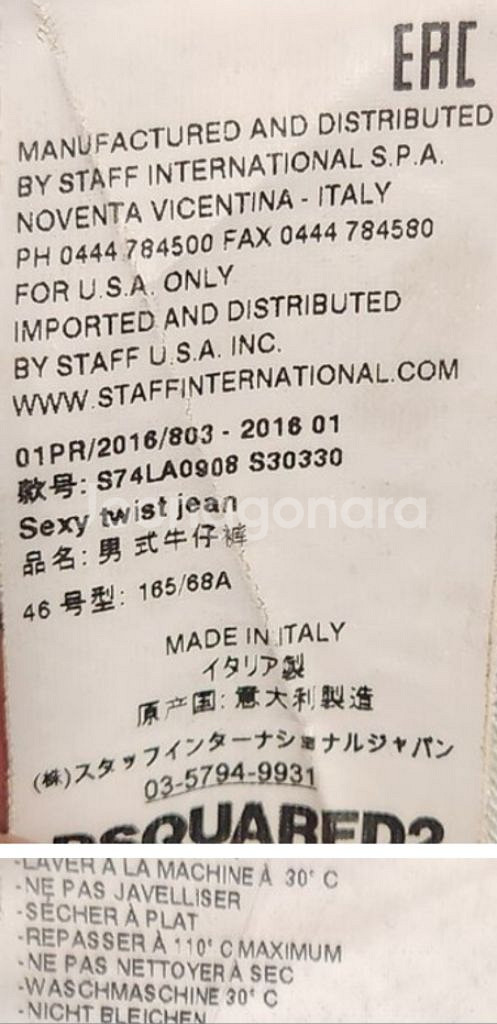 EAC
MANUFACTURED AND DISTRIBUTED
BY STAFF INTERNATIONAL S.P.A.
NOVENTA VICENTINA - ITALY
PH 0444 784500 FAX 0444 784580
FOR U.S.A. ONLY
IMPORTED AND DISTRIBUTED
BY STAFF U.S.A. INC.
WWW.STAFFINTERNATIONAL.COM
01PR/2016/803 - 2016 01
款号: S74LA0908 S30330
Sexy twist jean
品名: 男式牛仔裤
46 号型: 165/68A
MADE IN ITALY
イタリア製
原产国: 意大利製造
(株)スタッフインターナショナルジャパン
03-5794-9931
DSQUARED2
-LAVER A LA MACHINE À 30° C
-NE PAS JAVELLISER
-SÉCHER À PLAT
-REPASSER À 110° C MAXIMUM
-NE PAS NETTOYER À SEC
-WASCHMASCHINE 30° C
-NICHT BLEICHEN